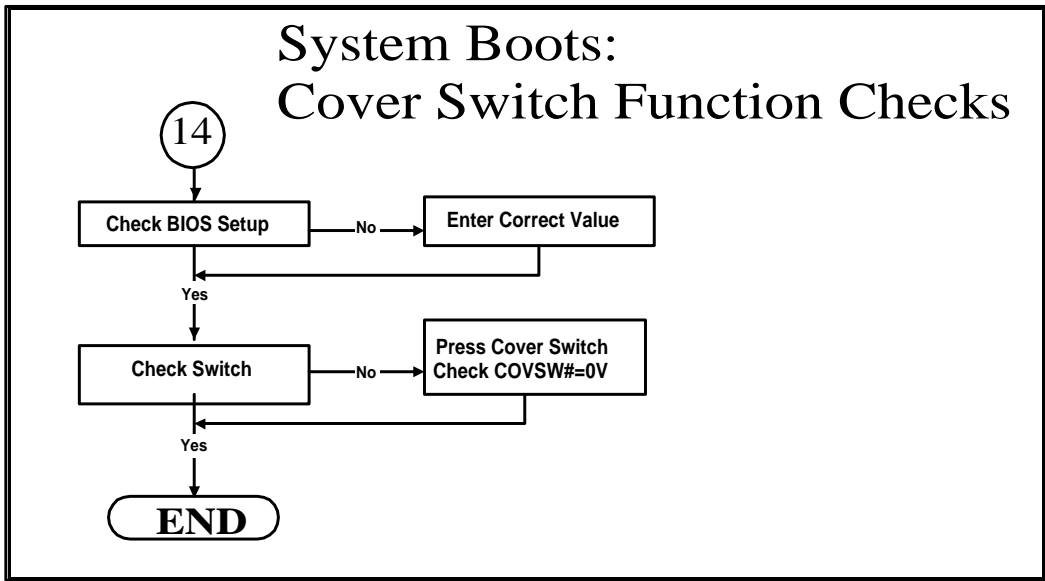 System Boots:
Cover Switch Function Checks
14
Check BIOS Setup
No
Enter Correct Value
Yes
Check Switch
No
Press Cover Switch
Check COVSW#=0V
Yes
END